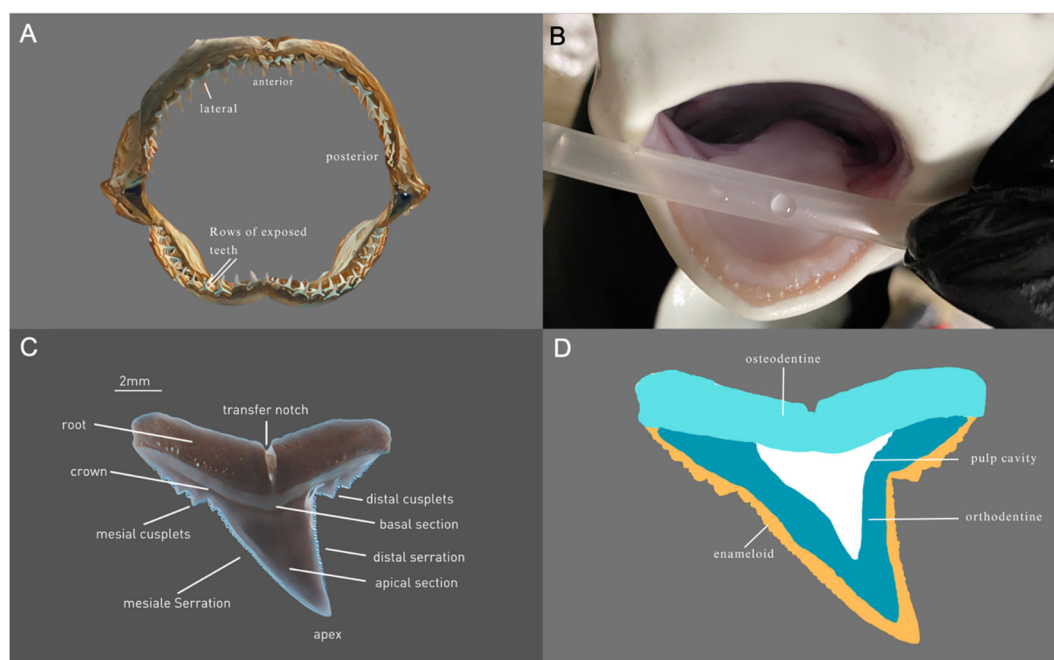 A
anterior
lateral
posterior
Rows of exposed
teeth
B
C
2mm
transfer notch
root
crown
mesial cusplets
distal cusplets
basal section
distal serration
apical section
mesiale Serration
apex
D
osteodentine
pulp cavity
orthodentine
enameloid